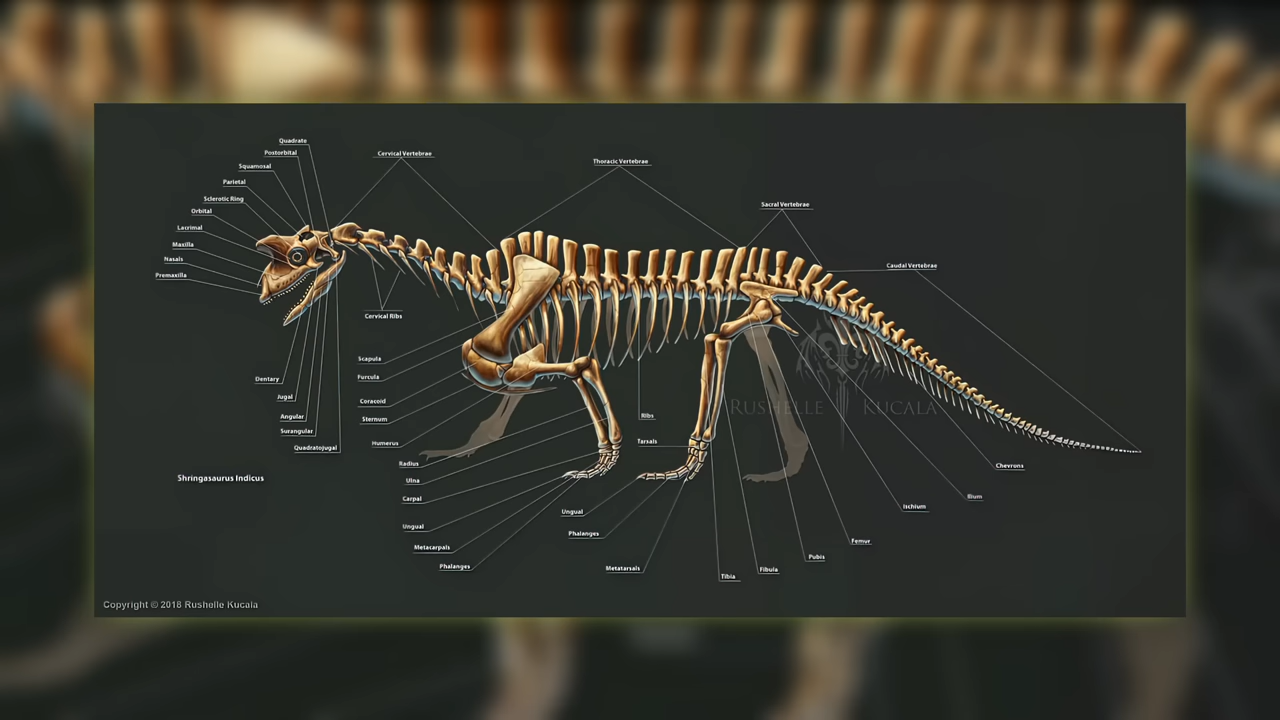 Quadrate
Postorbital
Squamosal
Parietal
Sclerotic Ring
Orbital
Lacrimal
Maxilla
Nasals
Premaxilla
Cervical Vertebrae
Thoracic Vertebrae
Sacral Vertebrae
Caudal Vertebrae
Cervical Ribs
Dentary
Jugal
Angular
Surangular
Quadratojugal
Scapula
Furcula
Coracoid
Sternum
Humerus
Radius
Ulna
Carpal
Ungual
Metacarpals
Phalanges
Ribs
Tarsals
Ungual
Phalanges
Metatarsals
Tibia
Fibula
Pubis
Femur
Ischium
Ilium
Chevrons
RUSHELLE KUCALA
Shringasaurus Indicus
Copyright © 2018 Rushelle Kucala